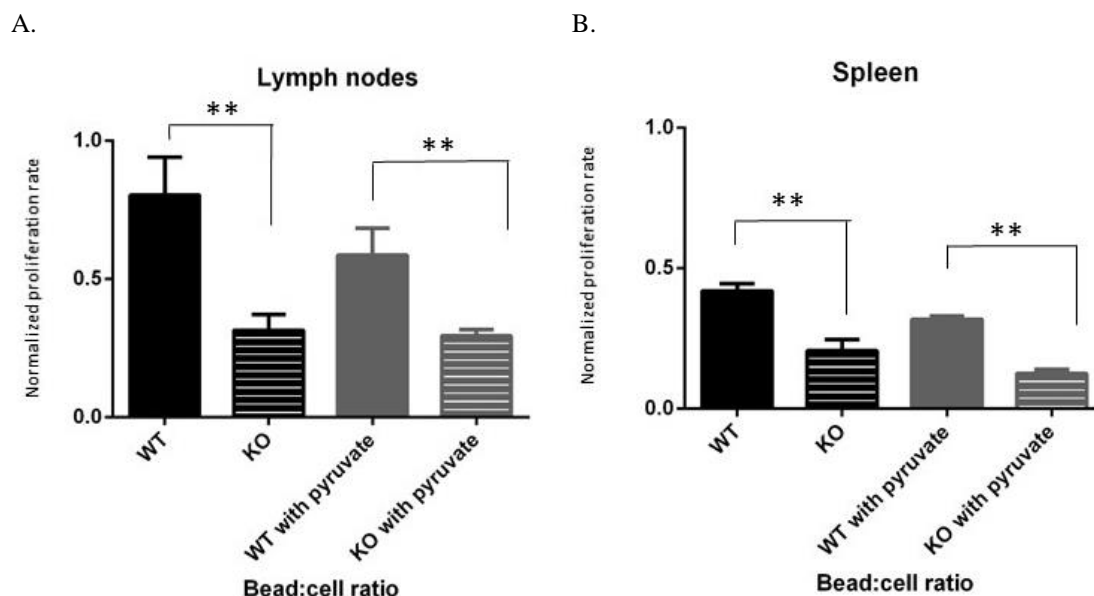 A.
Lymph nodes
**
**
Normalized proliferation rate
1.0
0.5
0.0
WT
KO
WT with pyruvate
KO with pyruvate
Bead:cell ratio
B.
Spleen
**
**
Normalized proliferation rate
1.0
0.5
0.0
WT
KO
WT with pyruvate
KO with pyruvate
Bead:cell ratio